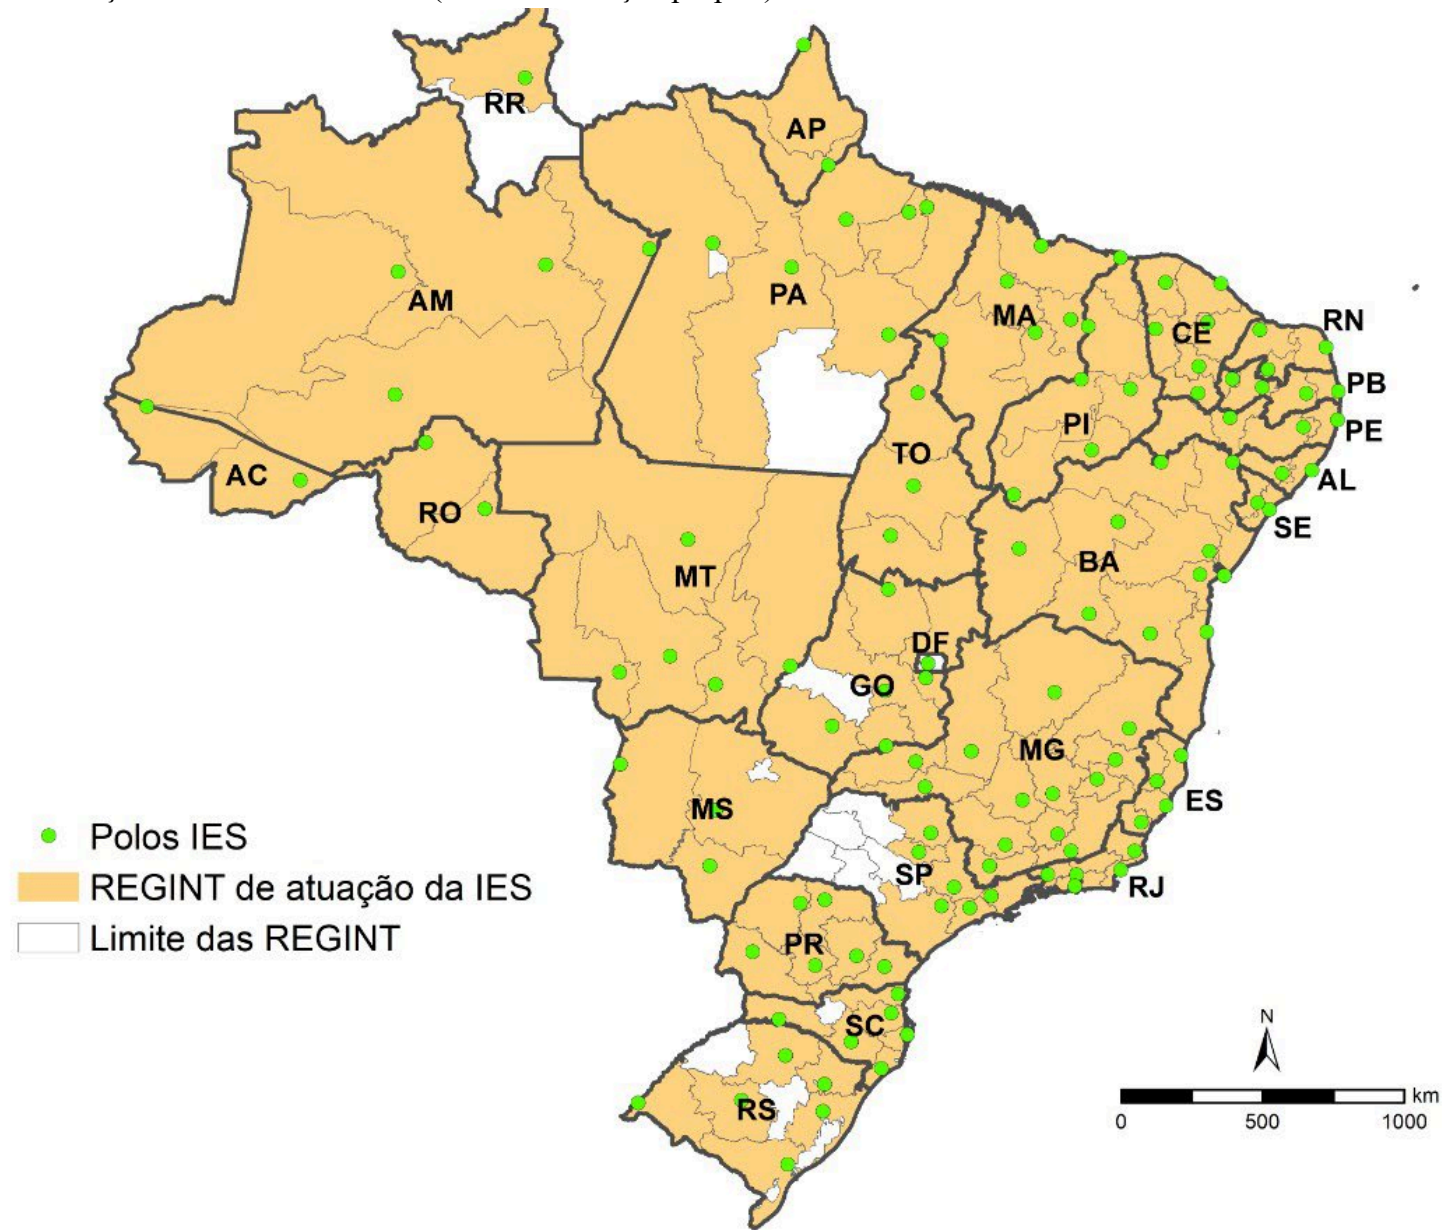 RR
AP
AM
PA
MA
CE
RN
PB
PI
PE
TO
AC
AL
RO
SE
BA
MT
DF
GO
MG
MS
ES
Polos IES
SP
REGINT de atuação da IES
RJ
Limite das REGINT
PR
SC
N
RS
km
0 500 1000